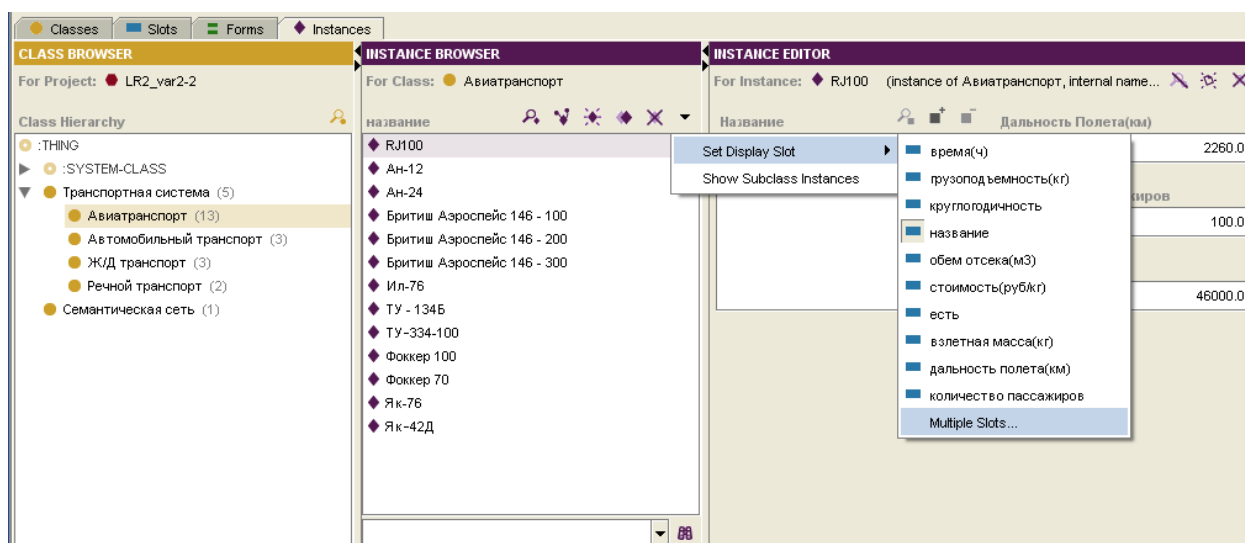 Classes Slots Forms Instances
CLASS BROWSER
For Project: LR2_var2-2
Class Hierarchy
:THING
:SYSTEM-CLASS
Транспортная система (5)
Авиатранспорт (13)
Автомобильный транспорт (3)
Ж/Д транспорт (3)
Речной транспорт (2)
Семантическая сеть (1)
INSTANCE BROWSER
For Class: Авиатранспорт
название
RJ100
Ан-12
Ан-24
Бритиш Аэроспейс 146 - 100
Бритиш Аэроспейс 146 - 200
Бритиш Аэроспейс 146 - 300
Ил-76
ТУ - 134Б
ТУ-334-100
Фоккер 100
Фоккер 70
Як-76
Як-42Д
INSTANCE EDITOR
For Instance: RJ100 (instance of Авиатранспорт, internal name...
Название
Дальность Полета(км)
2260.0
100.0
46000.0
Set Display Slot
Show Subclass Instances
время(ч)
грузоподъемность(кг)
круглогодичность
название
обем отсека(м3)
стоимость(руб/кг)
есть
взлетная масса(кг)
дальность полета(км)
количество пассажиров
Multiple Slots...